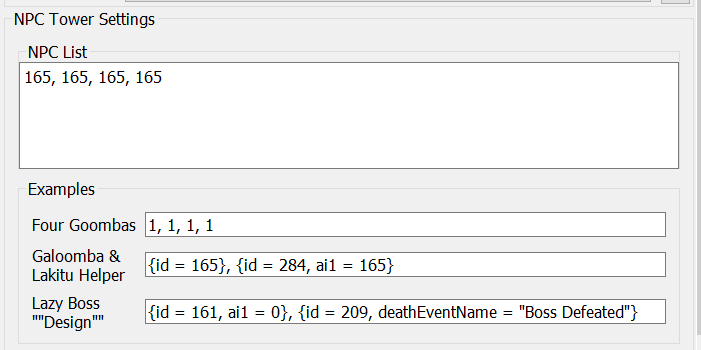 NPC Tower Settings
NPC List
165, 165, 165, 165
Examples
Four Goombas 1, 1, 1, 1
Galoomba &
Lakitu Helper {id = 165}, {id = 284, ai1 = 165}
Lazy Boss
""Design"" {id = 161, ai1 = 0}, {id = 209, deathEventName = "Boss Defeated"}